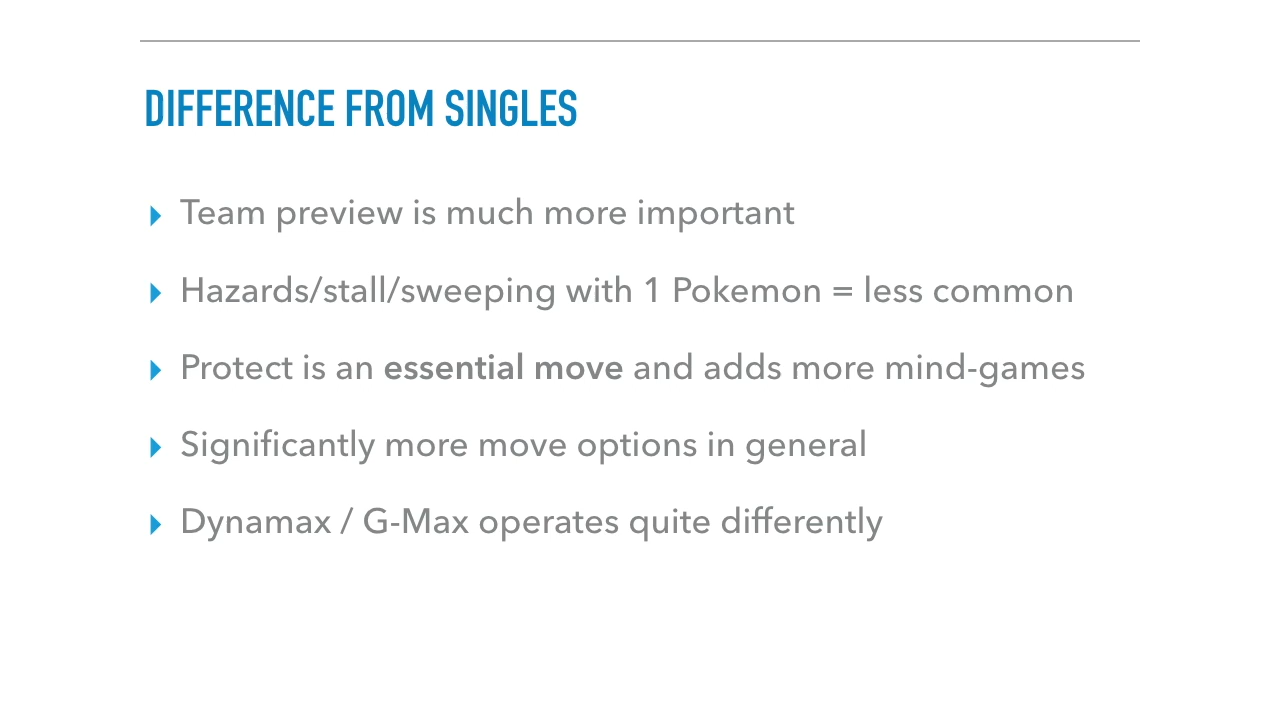 DIFFERENCE FROM SINGLES
Team preview is much more important
Hazards/stall/sweeping with 1 Pokemon = less common
Protect is an essential move and adds more mind-games
Significantly more move options in general
Dynamax / G-Max operates quite differently